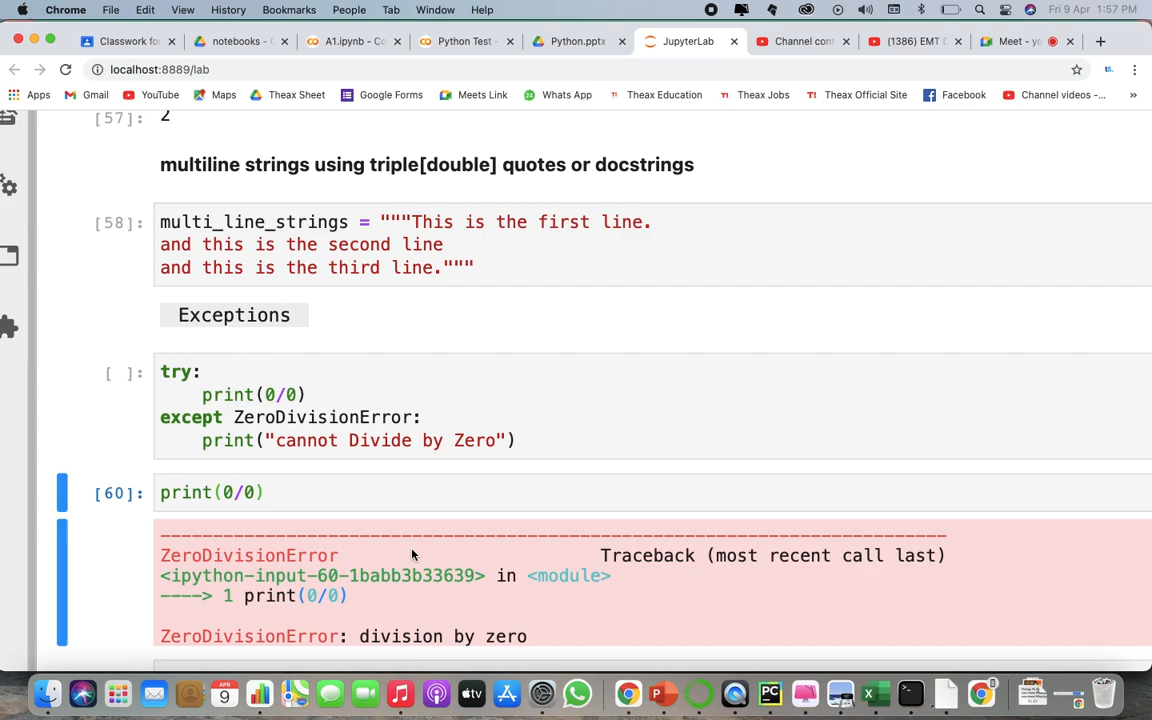 Chrome File Edit View History Bookmarks People Tab Window Help Fri 9 Apr 1:57 PM
Classwork for notebooks - A1.ipynb - Co Python Test - Python.pptx - JupyterLab Channel cont (1386) EMT Meet - yo
localhost:8889/lab
Apps Gmail YouTube Maps Theax Sheet Google Forms Meets Link Whats App Theax Education Theax Jobs Theax Official Site Facebook Channel videos -... »
[57]: 2
multiline strings using triple[double] quotes or docstrings
[58]: multi_line_strings = """This is the first line.
and this is the second line
and this is the third line."""
Exceptions
[ ]: try:
print(0/0)
except ZeroDivisionError:
print("cannot Divide by Zero")
[60]: print(0/0)
---------------------------------------------------------------------------
ZeroDivisionError Traceback (most recent call last)
<ipython-input-60-1babb3b33639> in <module>
----> 1 print(0/0)
ZeroDivisionError: division by zero
APR
9
tv
PC